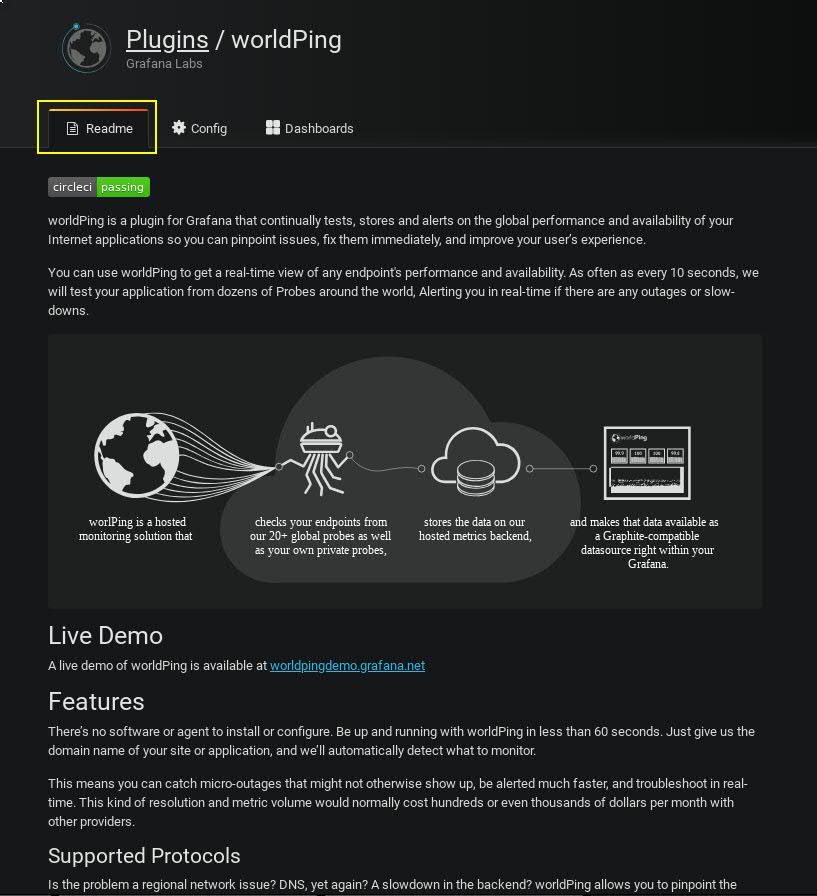 Plugins / worldPing
Grafana Labs
Readme
Config
Dashboards
circleci passing
worldPing is a plugin for Grafana that continually tests, stores and alerts on the global performance and availability of your
Internet applications so you can pinpoint issues, fix them immediately, and improve your user's experience.
You can use worldPing to get a real-time view of any endpoint's performance and availability. As often as every 10 seconds, we
will test your application from dozens of Probes around the world, Alerting you in real-time if there are any outages or slow-
downs.
worldPing
99.9 100 100 99.8
worlPing is a hosted
monitoring solution that
checks your endpoints from
our 20+ global probes as well
as your own private probes,
stores the data on our
hosted metrics backend,
and makes that data available as
a Graphite-compatible
datasource right within your
Grafana.
Live Demo
A live demo of worldPing is available at worldpingdemo.grafana.net
Features
There's no software or agent to install or configure. Be up and running with worldPing in less than 60 seconds. Just give us the
domain name of your site or application, and we'll automatically detect what to monitor.
This means you can catch micro-outages that might not otherwise show up, be alerted much faster, and troubleshoot in real-
time. This kind of resolution and metric volume would normally cost hundreds or even thousands of dollars per month with
other providers.
Supported Protocols
Is the problem a regional network issue? DNS, yet again? A slowdown in the backend? worldPing allows you to pinpoint the